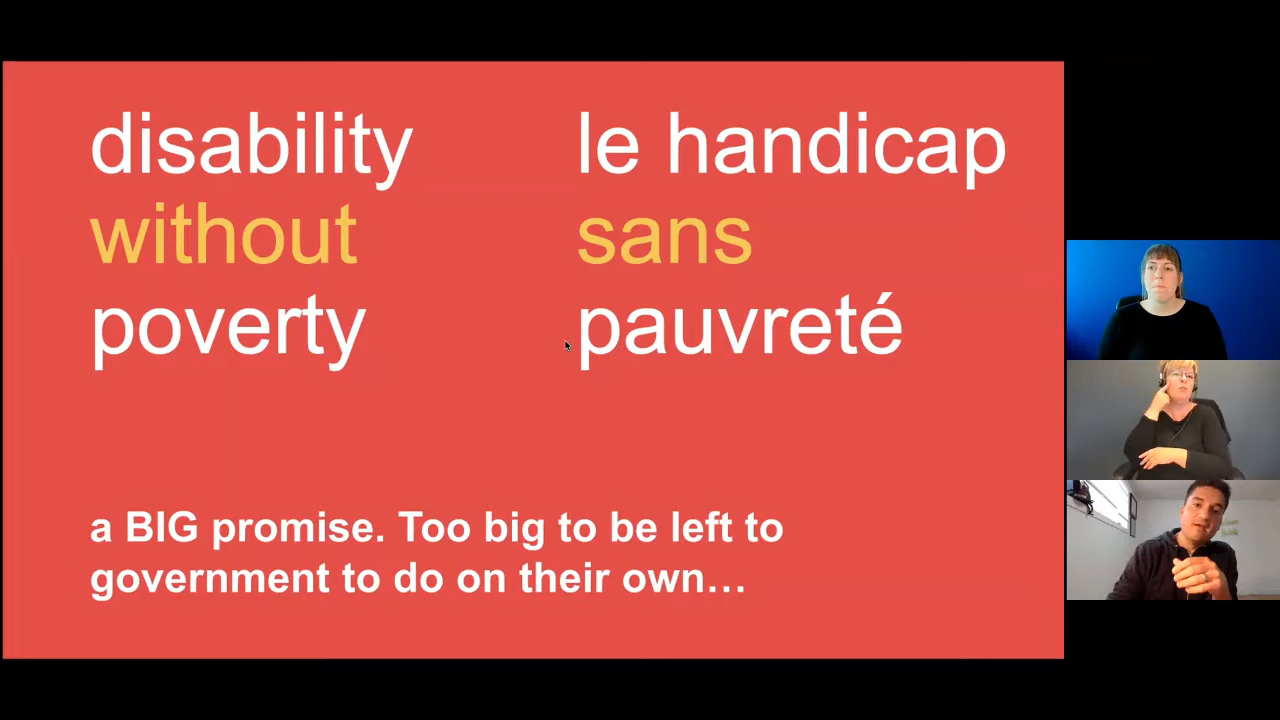 disability
without
poverty
le handicap
sans
pauvreté
a BIG promise. Too big to be left to
government to do on their own…